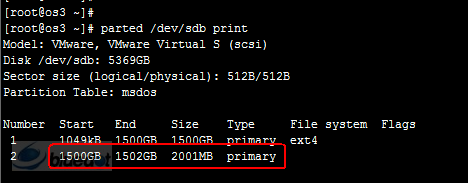 [root@os3 ~]#
[root@os3 ~]# parted /dev/sdb print
Model: VMware, VMware Virtual S (scsi)
Disk /dev/sdb: 5369GB
Sector size (logical/physical): 512B/512B
Partition Table: msdos
Number Start End Size Type File system Flags
1 1049kB 1500GB 1500GB primary ext4
2 1500GB 1502GB 2001MB primary